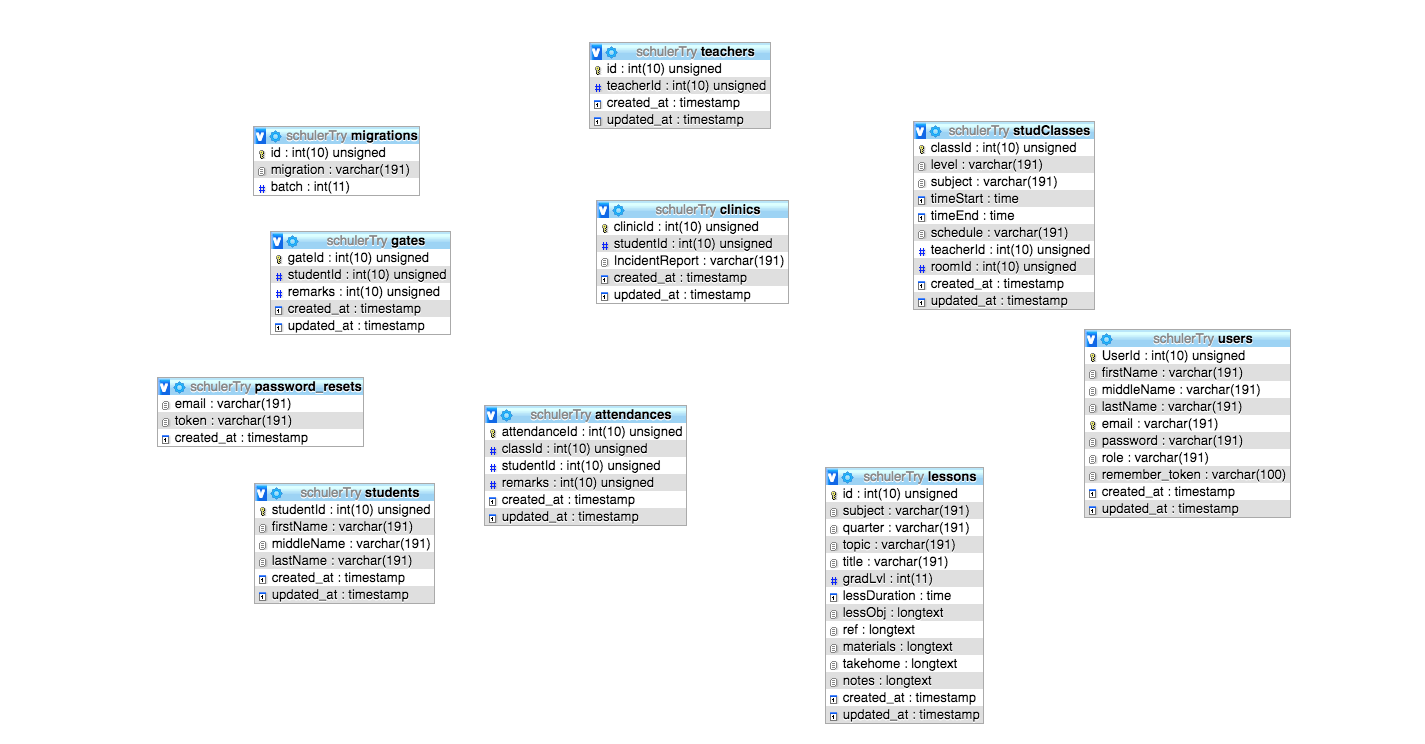 schulerTry teachers
id : int(10) unsigned
teacherId : int(10) unsigned
created_at : timestamp
updated_at : timestamp
schulerTry migrations
id : int(10) unsigned
migration : varchar(191)
batch : int(11)
schulerTry studClasses
classId : int(10) unsigned
level : varchar(191)
subject : varchar(191)
timeStart : time
timeEnd : time
schedule : varchar(191)
teacherId : int(10) unsigned
roomId : int(10) unsigned
created_at : timestamp
updated_at : timestamp
schulerTry clinics
clinicId : int(10) unsigned
studentId : int(10) unsigned
IncidentReport : varchar(191)
created_at : timestamp
updated_at : timestamp
schulerTry gates
gateId : int(10) unsigned
studentId : int(10) unsigned
remarks : int(10) unsigned
created_at : timestamp
updated_at : timestamp
schulerTry users
UserId : int(10) unsigned
firstName : varchar(191)
middleName : varchar(191)
lastName : varchar(191)
email : varchar(191)
password : varchar(191)
role : varchar(191)
remember_token : varchar(100)
created_at : timestamp
updated_at : timestamp
schulerTry password_resets
email : varchar(191)
token : varchar(191)
created_at : timestamp
schulerTry attendances
attendanceId : int(10) unsigned
classId : int(10) unsigned
studentId : int(10) unsigned
remarks : int(10) unsigned
created_at : timestamp
updated_at : timestamp
schulerTry lessons
id : int(10) unsigned
subject : varchar(191)
quarter : varchar(191)
topic : varchar(191)
title : varchar(191)
gradLvl : int(11)
lessDuration : time
lessObj : longtext
ref : longtext
materials : longtext
takehome : longtext
notes : longtext
created_at : timestamp
updated_at : timestamp
schulerTry students
studentId : int(10) unsigned
firstName : varchar(191)
middleName : varchar(191)
lastName : varchar(191)
created_at : timestamp
updated_at : timestamp